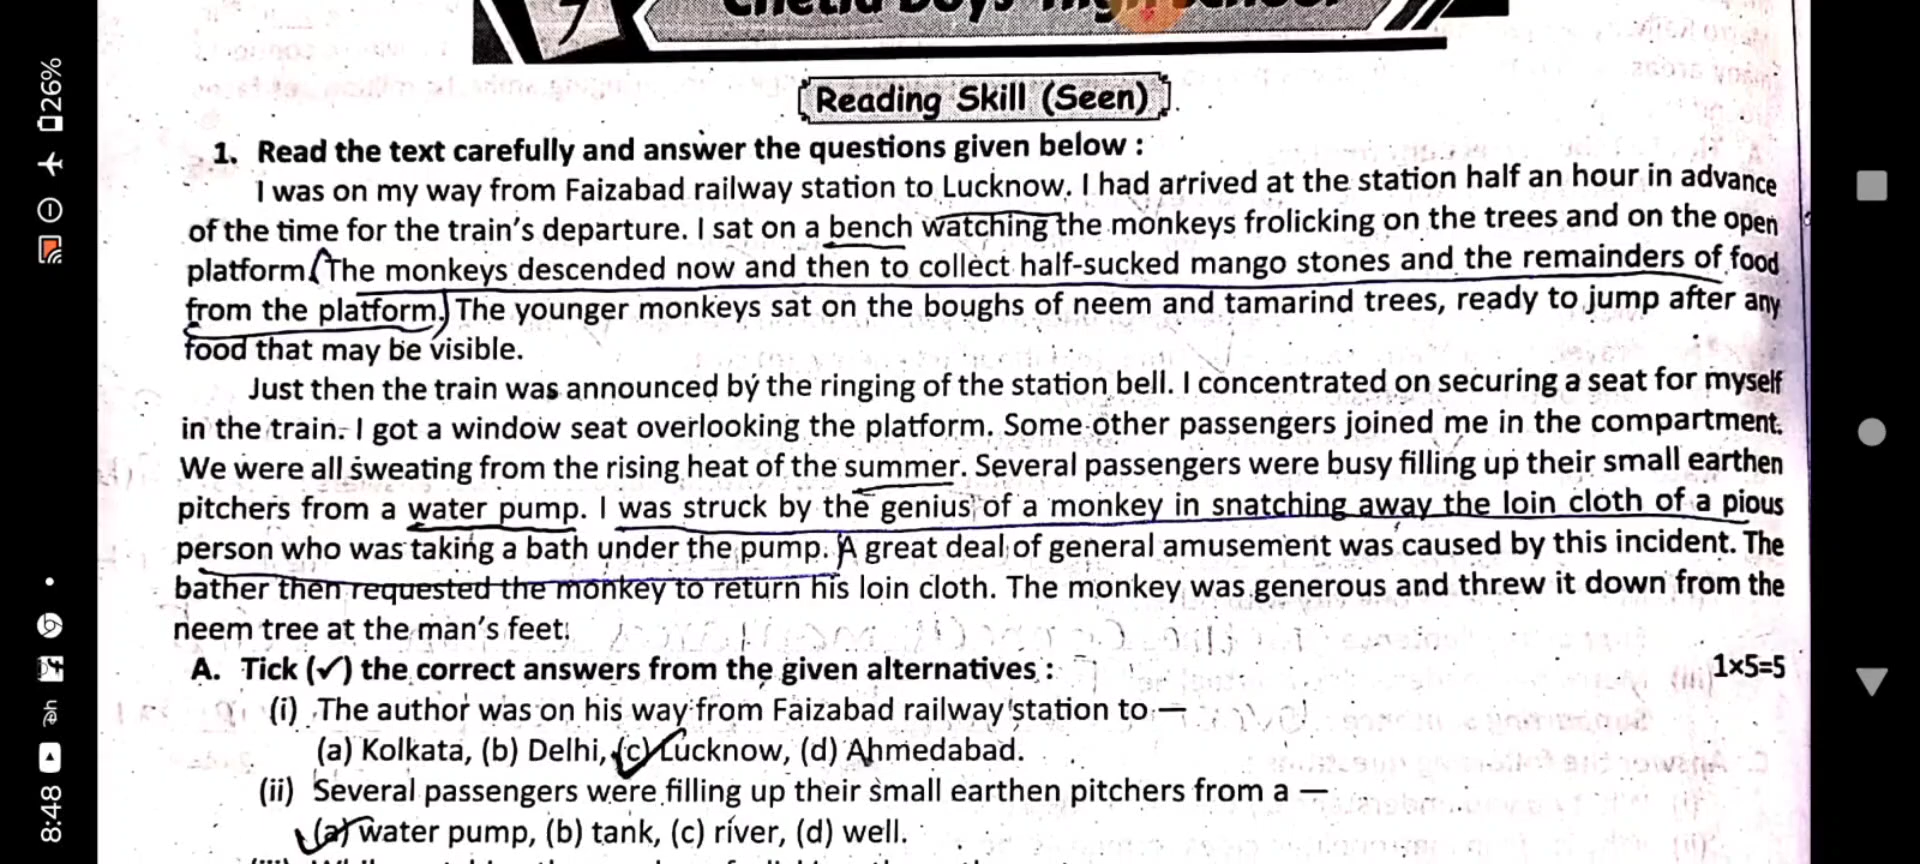 26%
8:48
7
Chetla Boys' High School
Reading Skill (Seen)
1. Read the text carefully and answer the questions given below :
I was on my way from Faizabad railway station to Lucknow. I had arrived at the station half an hour in advance
of the time for the train's departure. I sat on a bench watching the monkeys frolicking on the trees and on the open
platform. The monkeys descended now and then to collect half-sucked mango stones and the remainders of food
from the platform. The younger monkeys sat on the boughs of neem and tamarind trees, ready to jump after any
food that may be visible.
Just then the train was announced by the ringing of the station bell. I concentrated on securing a seat for myself
in the train. I got a window seat overlooking the platform. Some other passengers joined me in the compartment.
We were all sweating from the rising heat of the summer. Several passengers were busy filling up their small earthen
pitchers from a water pump. I was struck by the genius of a monkey in snatching away the loin cloth of a pious
person who was taking a bath under the pump. A great deal of general amusement was caused by this incident. The
bather then requested the monkey to return his loin cloth. The monkey was generous and threw it down from the
neem tree at the man's feet.
A. Tick (✓) the correct answers from the given alternatives : 1×5=5
(i) The author was on his way from Faizabad railway station to —
(a) Kolkata, (b) Delhi, (c) Lucknow, (d) Ahmedabad.
(ii) Several passengers were filling up their small earthen pitchers from a —
(a) water pump, (b) tank, (c) river, (d) well.